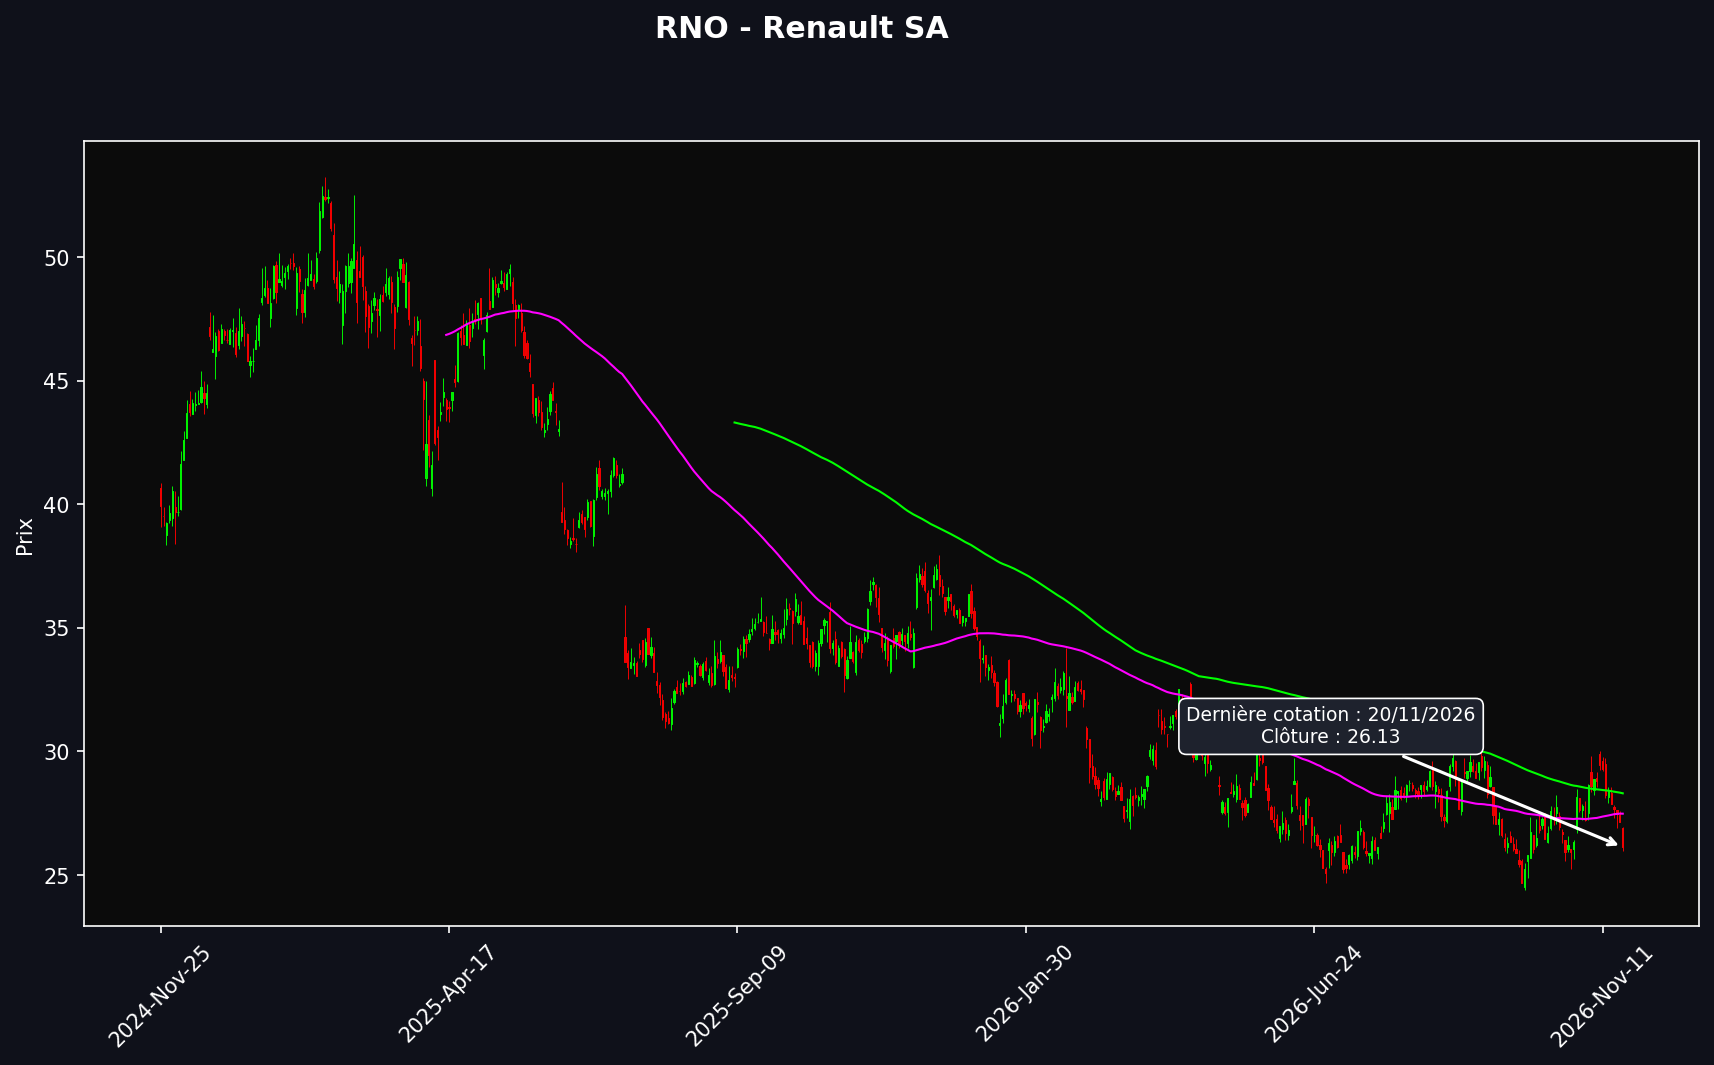 RNO - Renault SA
Prix
50
45
40
35
30
25
Dernière cotation : 20/11/2026
Clôture : 26.13
2024-Nov-25
2025-Apr-17
2025-Sep-09
2026-Jan-30
2026-Jun-24
2026-Nov-11